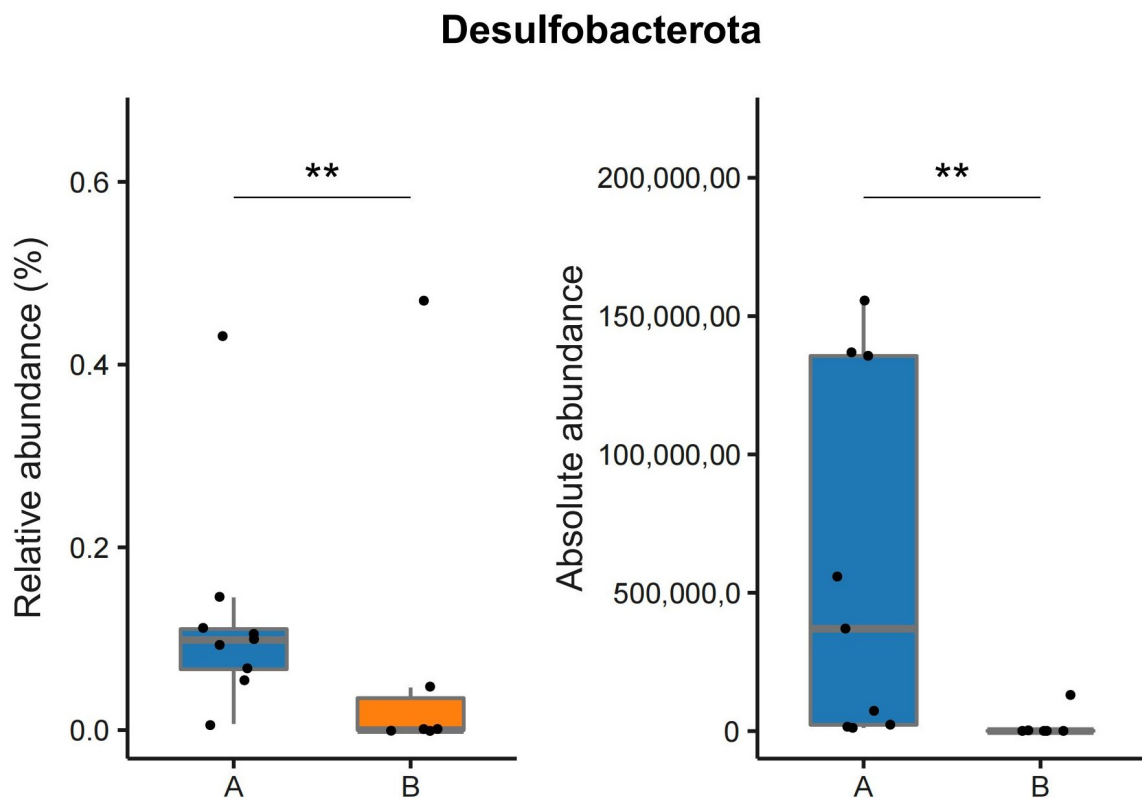 Desulfobacterota
Relative abundance (%)
0.6
0.4
0.2
0.0
**
A
B
Absolute abundance
200,000,00
150,000,00
100,000,00
500,000,0
0
**
A
B